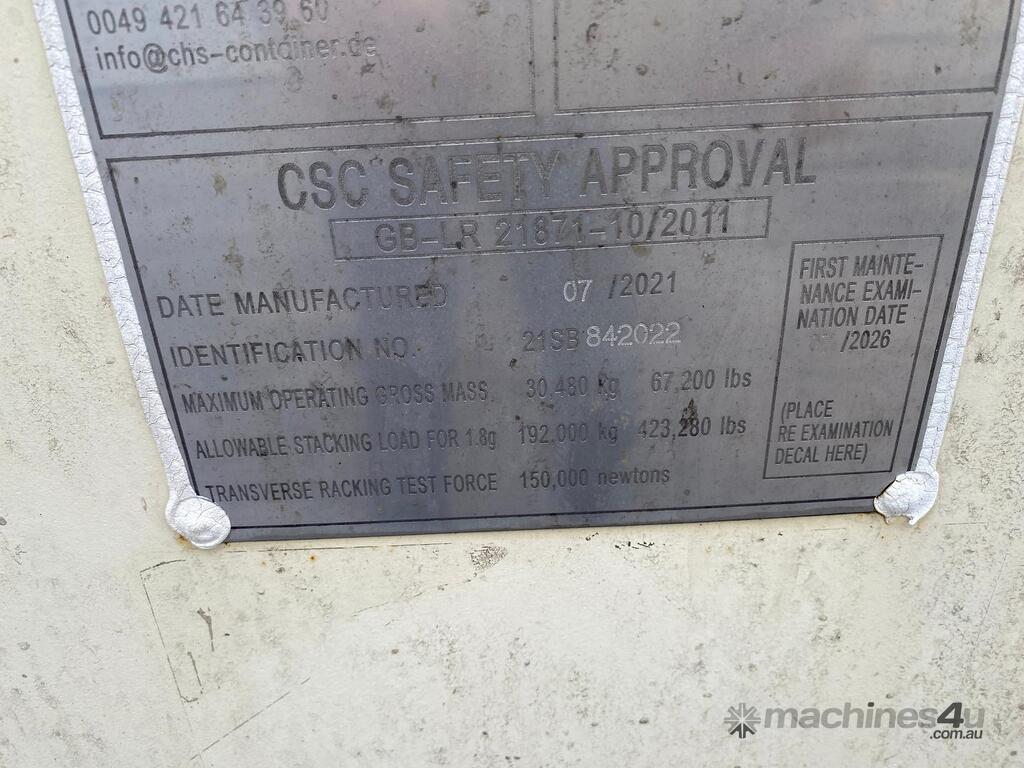 0049 421 64 39 60
info@chs-container.de
CSC SAFETY APPROVAL
GB-LR 21871-10/2011
DATE MANUFACTURED 07 /2021
IDENTIFICATION NO. 21SB 842022
MAXIMUM OPERATING GROSS MASS 30,480 kg 67,200 lbs
ALLOWABLE STACKING LOAD FOR 1.8g 192,000 kg 423,280 lbs
TRANSVERSE RACKING TEST FORCE 150,000 newtons
FIRST MAINTE-
NANCE EXAMI-
NATION DATE
/2026
(PLACE
RE EXAMINATION
DECAL HERE)
machines4u
.com.au